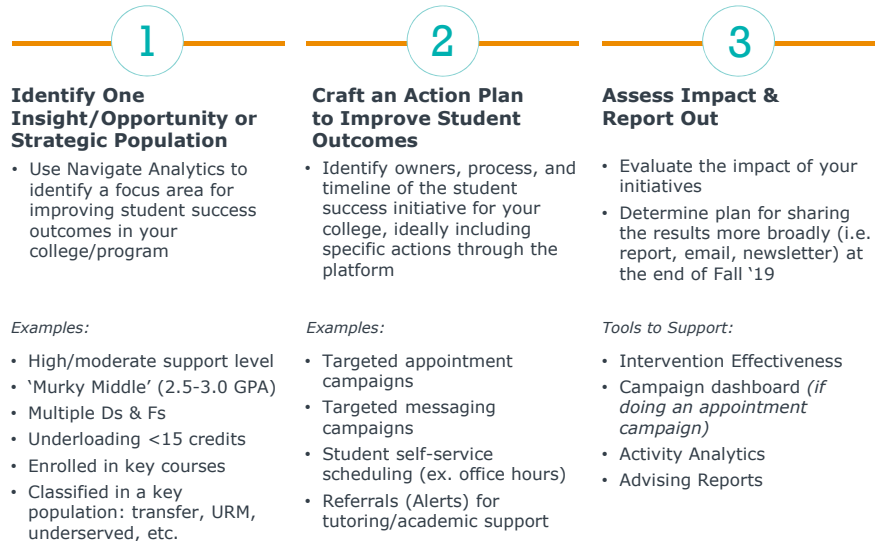 1
Identify One
Insight/Opportunity or
Strategic Population
• Use Navigate Analytics to
identify a focus area for
improving student success
outcomes in your
college/program
Examples:
• High/moderate support level
• ‘Murky Middle’ (2.5-3.0 GPA)
• Multiple Ds & Fs
• Underloading <15 credits
• Enrolled in key courses
• Classified in a key
population: transfer, URM,
underserved, etc.
2
Craft an Action Plan
to Improve Student
Outcomes
• Identify owners, process, and
timeline of the student
success initiative for your
college, ideally including
specific actions through the
platform
Examples:
• Targeted appointment
campaigns
• Targeted messaging
campaigns
• Student self-service
scheduling (ex. office hours)
• Referrals (Alerts) for
tutoring/academic support
3
Assess Impact &
Report Out
• Evaluate the impact of your
initiatives
• Determine plan for sharing
the results more broadly (i.e.
report, email, newsletter) at
the end of Fall ‘19
Tools to Support:
• Intervention Effectiveness
• Campaign dashboard (if
doing an appointment
campaign)
• Activity Analytics
• Advising Reports